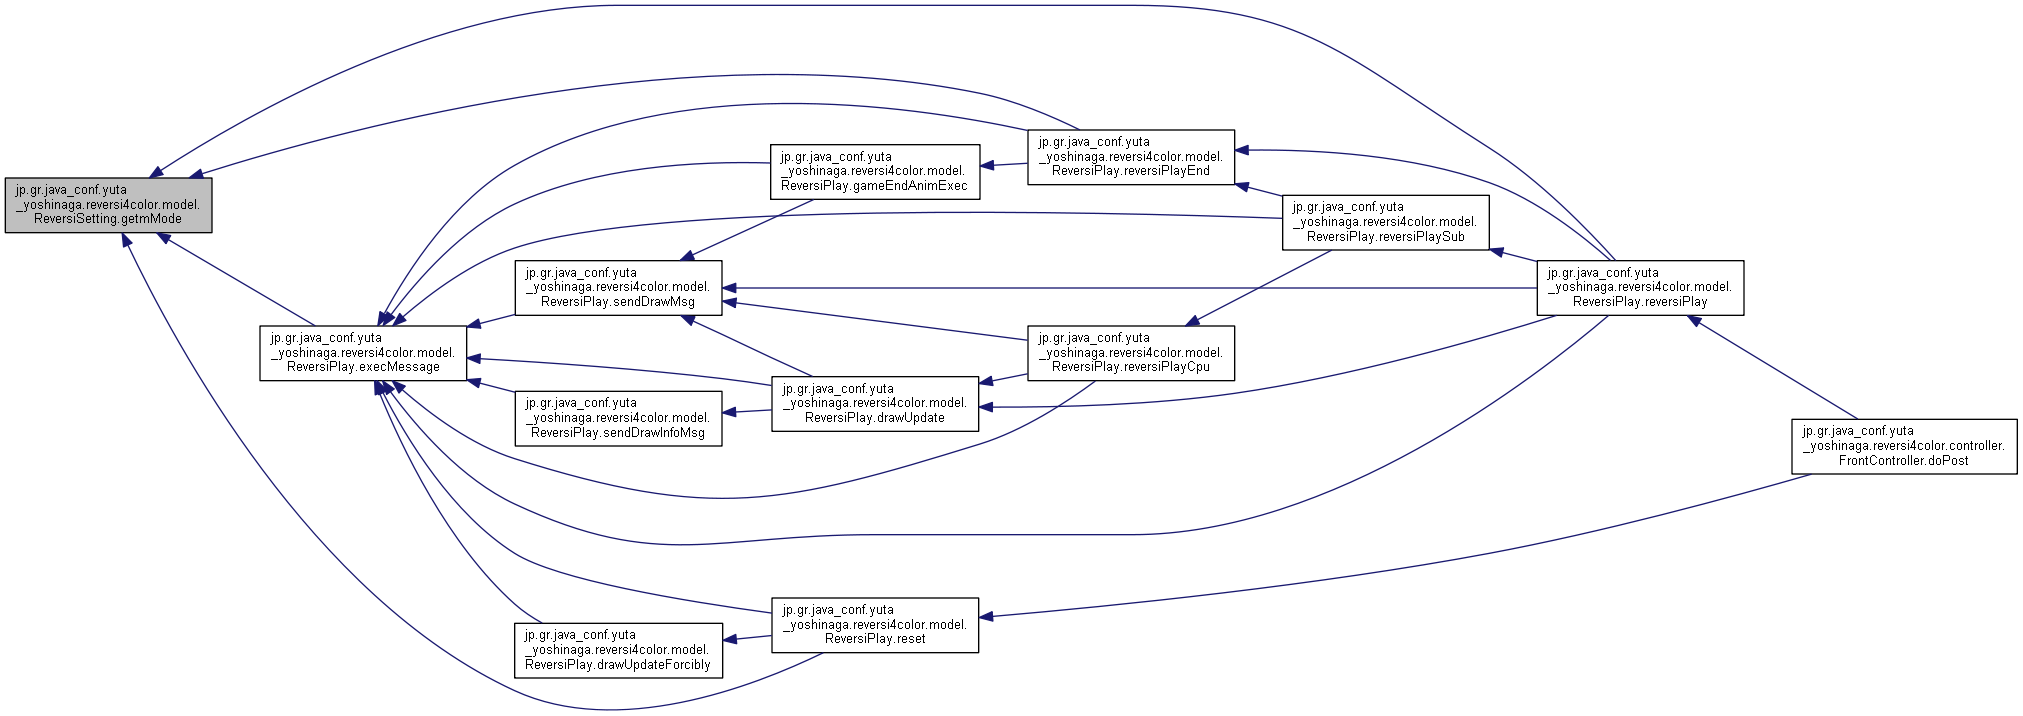 jp.gr.java_conf.yuta
_yoshinaga.reversi4color.model.
ReversiSetting.getmMode
jp.gr.java_conf.yuta
_yoshinaga.reversi4color.model.
ReversiPlay.execMessage
jp.gr.java_conf.yuta
_yoshinaga.reversi4color.model.
ReversiPlay.sendDrawMsg
jp.gr.java_conf.yuta
_yoshinaga.reversi4color.model.
ReversiPlay.sendDrawInfoMsg
jp.gr.java_conf.yuta
_yoshinaga.reversi4color.model.
ReversiPlay.drawUpdateForcibly
jp.gr.java_conf.yuta
_yoshinaga.reversi4color.model.
ReversiPlay.gameEndAnimExec
jp.gr.java_conf.yuta
_yoshinaga.reversi4color.model.
ReversiPlay.drawUpdate
jp.gr.java_conf.yuta
_yoshinaga.reversi4color.model.
ReversiPlay.reset
jp.gr.java_conf.yuta
_yoshinaga.reversi4color.model.
ReversiPlay.reversiPlayEnd
jp.gr.java_conf.yuta
_yoshinaga.reversi4color.model.
ReversiPlay.reversiPlayCpu
jp.gr.java_conf.yuta
_yoshinaga.reversi4color.model.
ReversiPlay.reversiPlaySub
jp.gr.java_conf.yuta
_yoshinaga.reversi4color.model.
ReversiPlay.reversiPlay
jp.gr.java_conf.yuta
_yoshinaga.reversi4color.controller.
FrontController.doPost